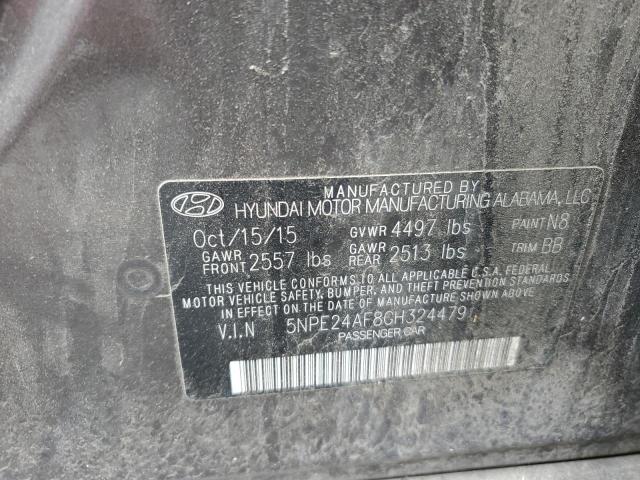 MANUFACTURED BY
HYUNDAI MOTOR MANUFACTURING ALABAMA, LLC
Oct/15/15 GVWR 4497 lbs PAINT N8
GAWR FRONT 2557 lbs GAWR REAR 2513 lbs TRIM BB
THIS VEHICLE CONFORMS TO ALL APPLICABLE U.S.A. FEDERAL
MOTOR VEHICLE SAFETY, BUMPER, AND THEFT PREVENTION STANDARDS
IN EFFECT ON THE DATE OF MANUFACTURE SHOWN ABOVE.
V.I.N 5NPE24AF8GH324479
PASSENGER CAR